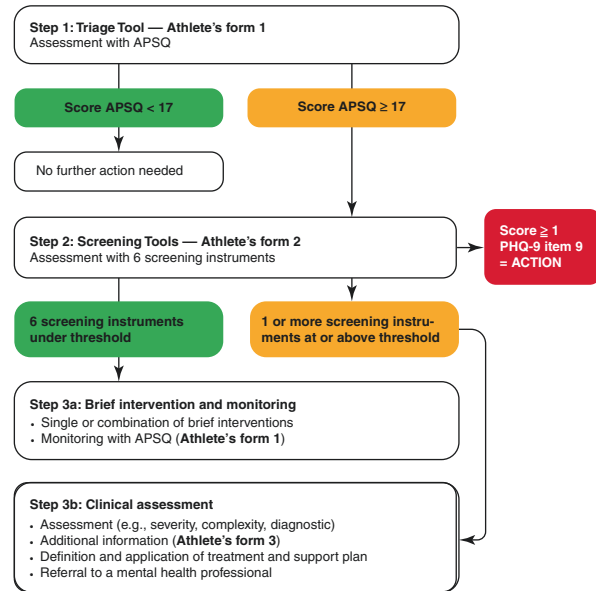 Step 1: Triage Tool — Athlete's form 1
Assessment with APSQ
Score APSQ < 17
Score APSQ ≥ 17
No further action needed
Step 2: Screening Tools — Athlete's form 2
Assessment with 6 screening instruments
Score ≧ 1
PHQ-9 item 9
= ACTION
6 screening instruments
under threshold
1 or more screening instru-
ments at or above threshold
Step 3a: Brief intervention and monitoring
• Single or combination of brief interventions
• Monitoring with APSQ (Athlete's form 1)
Step 3b: Clinical assessment
• Assessment (e.g., severity, complexity, diagnostic)
• Additional information (Athlete's form 3)
• Definition and application of treatment and support plan
• Referral to a mental health professional